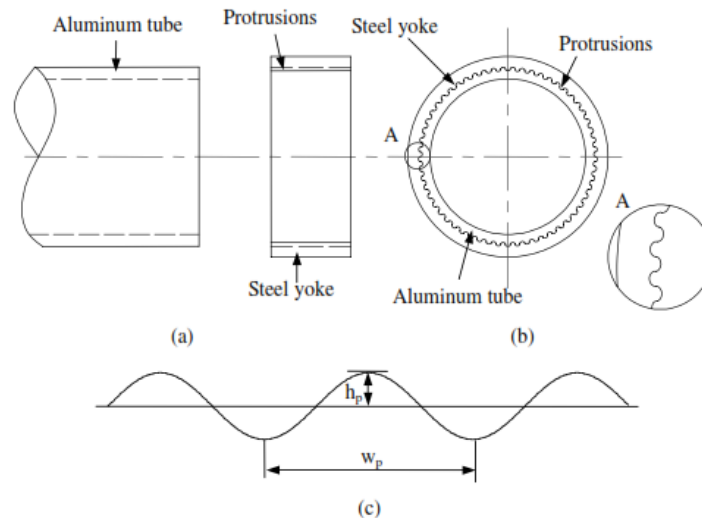 Aluminum tube
Protrusions
Steel yoke
Protrusions
A
A
Steel yoke
Aluminum tube
(a)
(b)
h_p
w_p
(c)